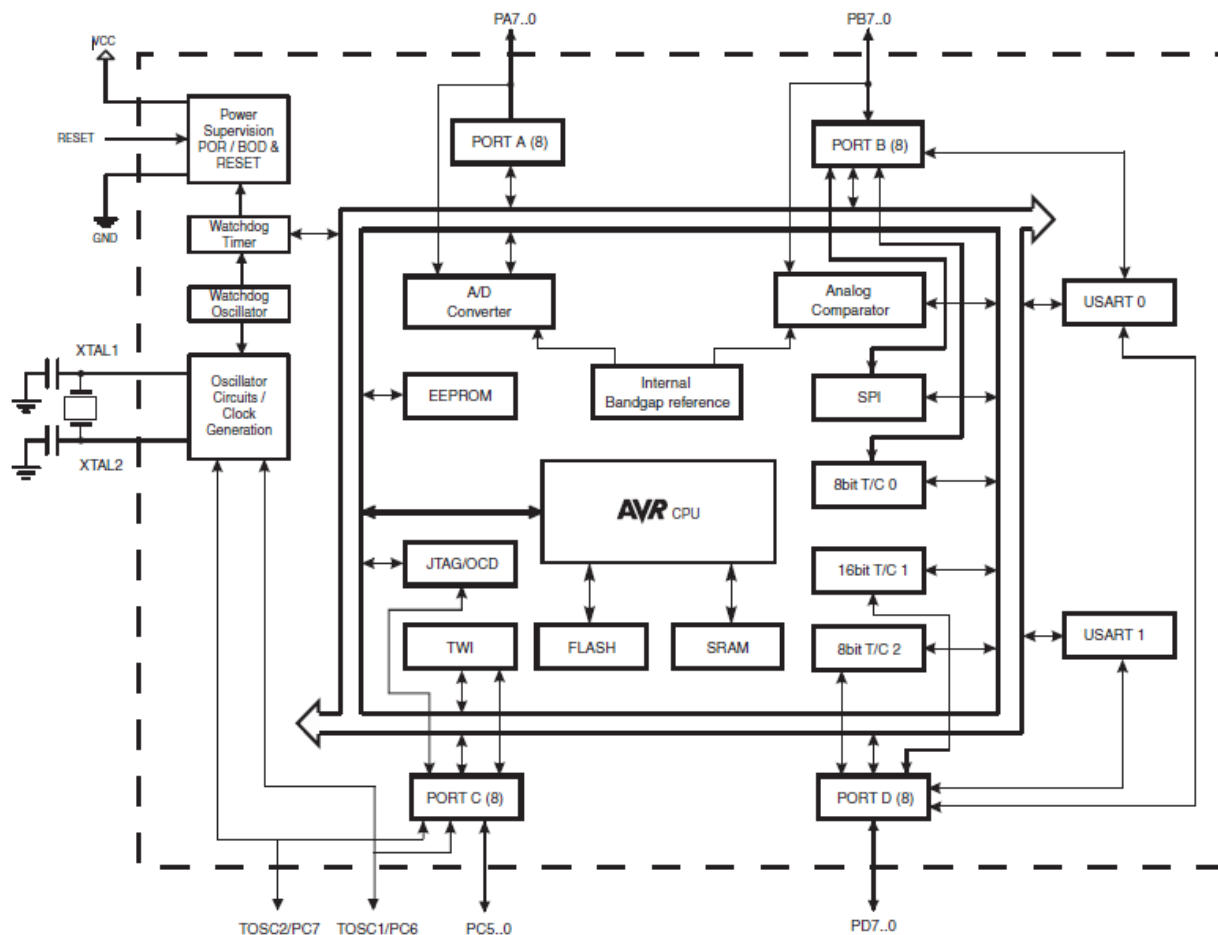 PA7..0
PB7..0
VCC
Power
Supervision
POR / BOD &
RESET
RESET
GND
PORT A (8)
PORT B (8)
Watchdog
Timer
Watchdog
Oscillator
A/D
Converter
Analog
Comparator
USART 0
XTAL1
Oscillator
Circuits /
Clock
Generation
XTAL2
EEPROM
Internal
Bandgap reference
SPI
8bit T/C 0
AVR CPU
JTAG/OCD
16bit T/C 1
TWI
FLASH
SRAM
8bit T/C 2
USART 1
PORT C (8)
PORT D (8)
TOSC2/PC7
TOSC1/PC6
PC5..0
PD7..0